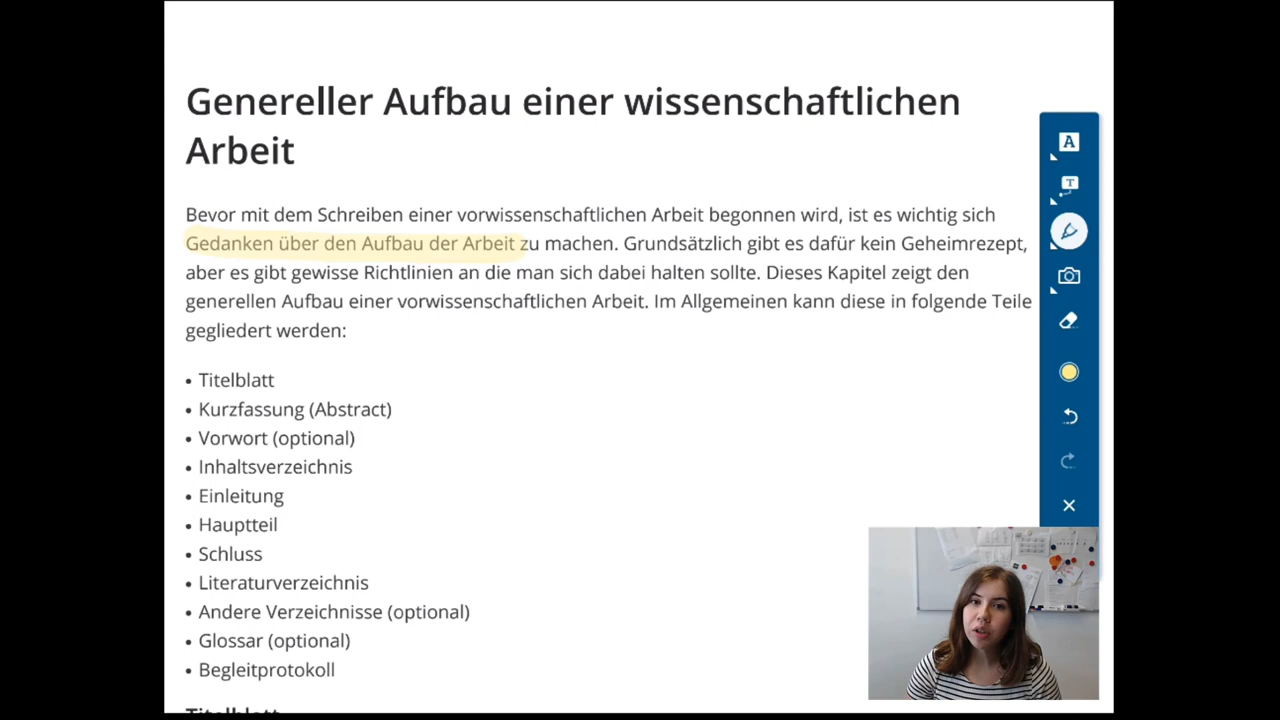 Genereller Aufbau einer wissenschaftlichen
Arbeit
Bevor mit dem Schreiben einer vorwissenschaftlichen Arbeit begonnen wird, ist es wichtig sich
Gedanken über den Aufbau der Arbeit zu machen. Grundsätzlich gibt es dafür kein Geheimrezept,
aber es gibt gewisse Richtlinien an die man sich dabei halten sollte. Dieses Kapitel zeigt den
generellen Aufbau einer vorwissenschaftlichen Arbeit. Im Allgemeinen kann diese in folgende Teile
gegliedert werden:
• Titelblatt
• Kurzfassung (Abstract)
• Vorwort (optional)
• Inhaltsverzeichnis
• Einleitung
• Hauptteil
• Schluss
• Literaturverzeichnis
• Andere Verzeichnisse (optional)
• Glossar (optional)
• Begleitprotokoll
Titelblatt
A
T